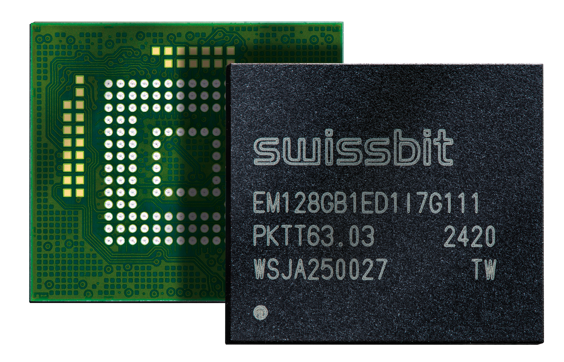 swissbit
EM128GB1ED1I7G111
PKTT63.03 2420
WSJA250027 TW